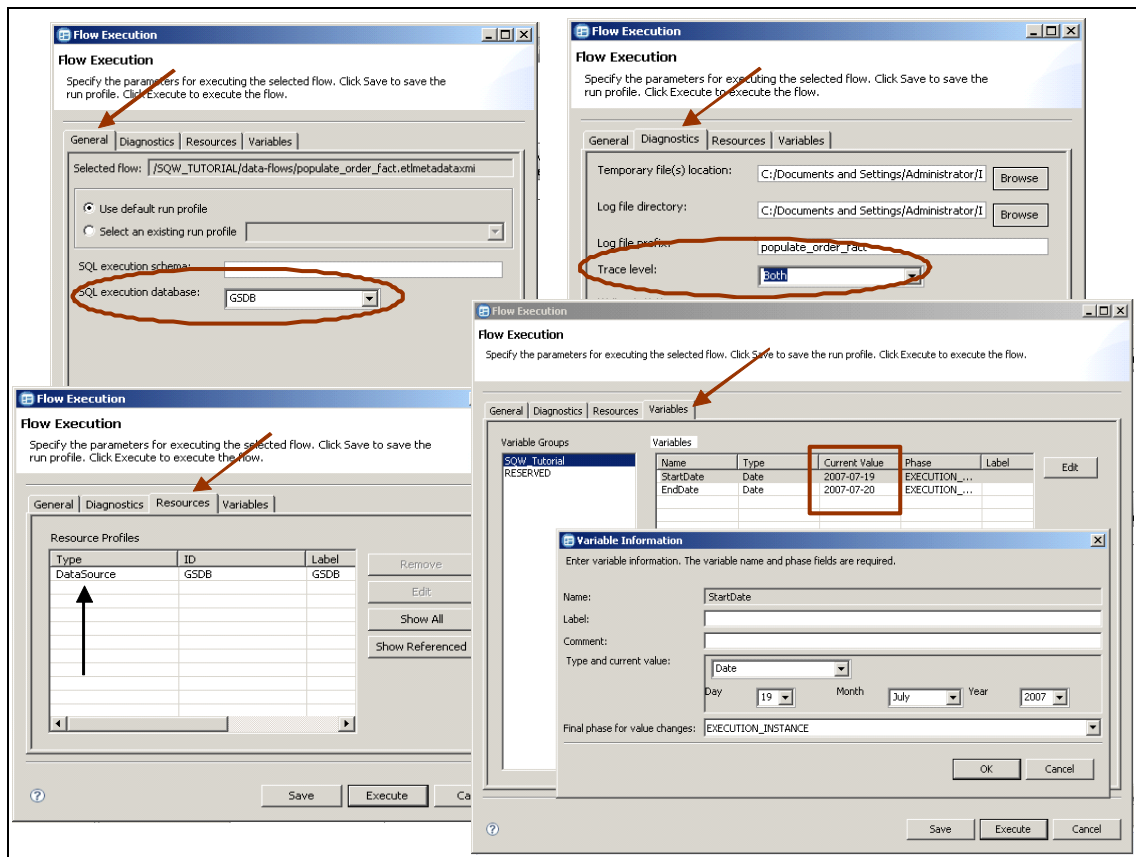 Flow Execution
Flow Execution
Specify the parameters for executing the selected flow. Click Save to save the
run profile. Click Execute to execute the flow.
General Diagnostics Resources Variables
Selected flow: /SQW_TUTORIAL/data-flows/populate_order_fact.etlmetadataxmi
Use default run profile
Select an existing run profile
SQL execution schema:
SQL execution database: GSDB
Flow Execution
Flow Execution
Specify the parameters for executing the selected flow. Click Save to save the
run profile. Click Execute to execute the flow.
General Diagnostics Resources Variables
Temporary file(s) location: C:/Documents and Settings/Administrator/I Browse
Log file directory: C:/Documents and Settings/Administrator/I Browse
Log file prefix: populate_order_fact
Trace level: Both
Flow Execution
Flow Execution
Specify the parameters for executing the selected flow. Click Save to save the
run profile. Click Execute to execute the flow.
General Diagnostics Resources Variables
Resource Profiles
Type ID Label
DataSource GSDB GSDB
Remove
Edit
Show All
Show Referenced
Save Execute Ca
Flow Execution
Flow Execution
Specify the parameters for executing the selected flow. Click Save to save the run profile. Click Execute to execute the flow.
General Diagnostics Resources Variables
Variable Groups
SQW_Tutorial
RESERVED
Variables
Name Type Current Value Phase Label
StartDate Date 2007-07-19 EXECUTION_...
EndDate Date 2007-07-20 EXECUTION_...
Edit
Variable Information
Enter variable information. The variable name and phase fields are required.
Name: StartDate
Label:
Comment:
Type and current value: Date
Day 19 Month July Year 2007
Final phase for value changes: EXECUTION_INSTANCE
OK Cancel
Save Execute Cancel